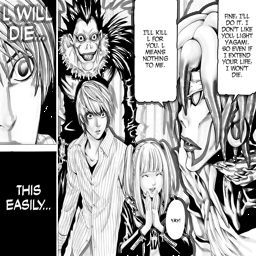 FINE, I'LL
DO IT. I
DON'T LIKE
YOU, LIGHT
YAGAMI.
SO EVEN IF
I EXTEND
YOUR LIFE,
I WON'T
DIE.
I'LL KILL
L FOR
YOU. L
MEANS
NOTHING
TO ME.
YAY!
L WILL
DIE...
THIS
EASILY...